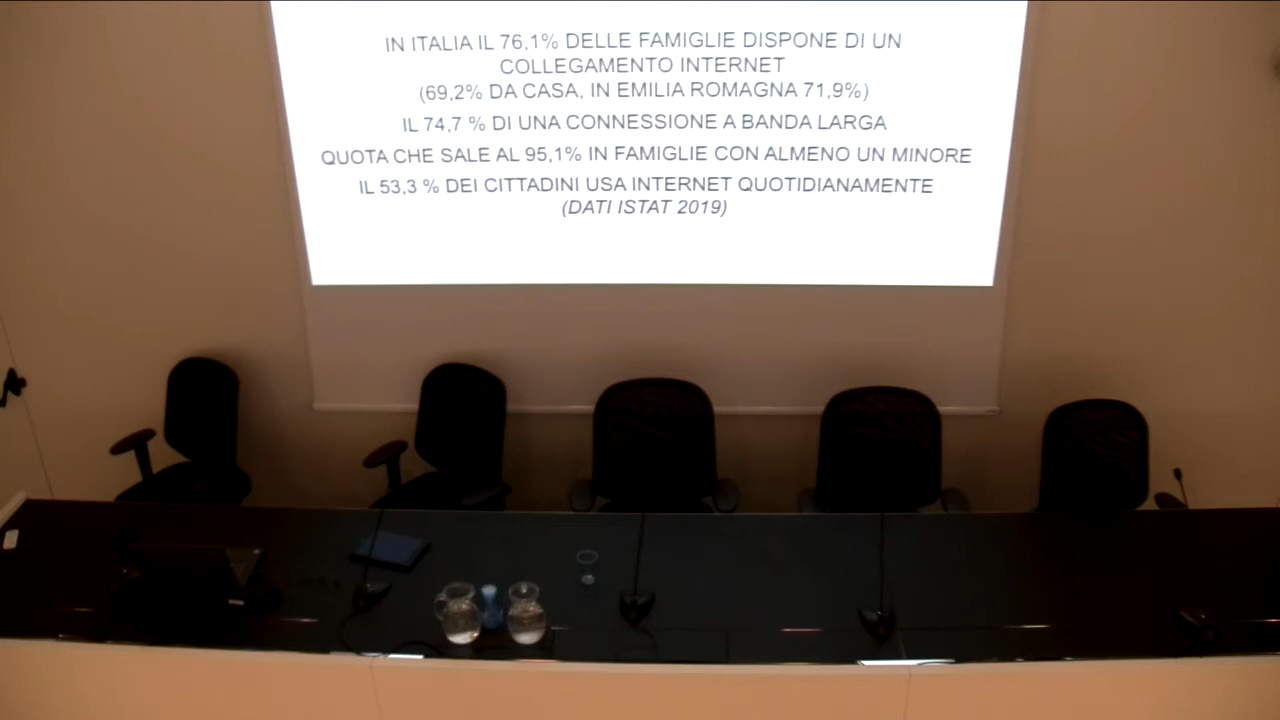 IN ITALIA IL 76,1% DELLE FAMIGLIE DISPONE DI UN
COLLEGAMENTO INTERNET
(69,2% DA CASA, IN EMILIA ROMAGNA 71,9%)
IL 74,7 % DI UNA CONNESSIONE A BANDA LARGA
QUOTA CHE SALE AL 95,1% IN FAMIGLIE CON ALMENO UN MINORE
IL 53,3 % DEI CITTADINI USA INTERNET QUOTIDIANAMENTE
(DATI ISTAT 2019)